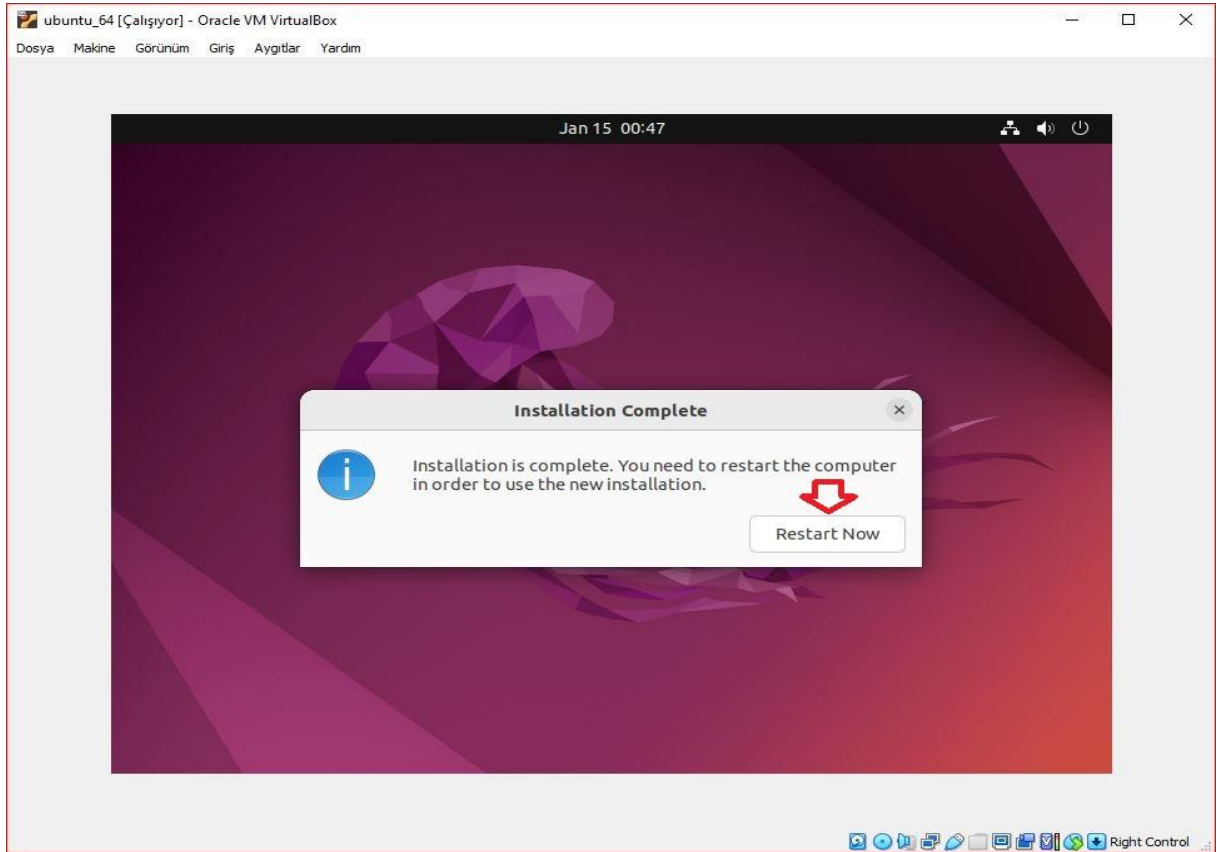 ubuntu_64 [Çalışıyor] - Oracle VM VirtualBox
Dosya Makine Görünüm Giriş Aygıtlar Yardım
Jan 15 00:47
Installation Complete
Installation is complete. You need to restart the computer
in order to use the new installation.
Restart Now
Right Control